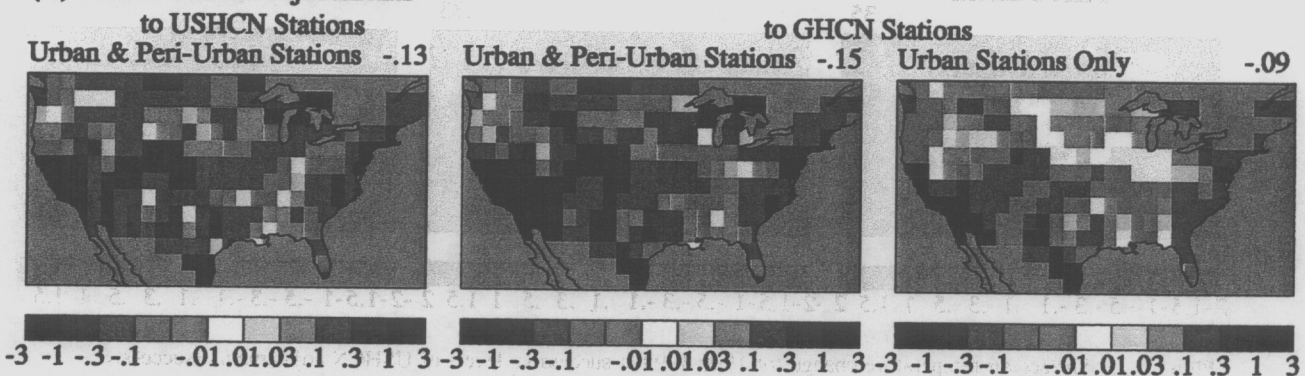 to USHCN Stations
to GHCN Stations
Urban & Peri-Urban Stations -.13
Urban & Peri-Urban Stations -.15
Urban Stations Only -.09
-3 -1 -.3 -.1 -.01 .01 .03 .1 .3 1 3
-3 -1 -.3 -.1 -.01 .01 .03 .1 .3 1 3
-3 -1 -.3 -.1 -.01 .01 .03 .1 .3 1 3